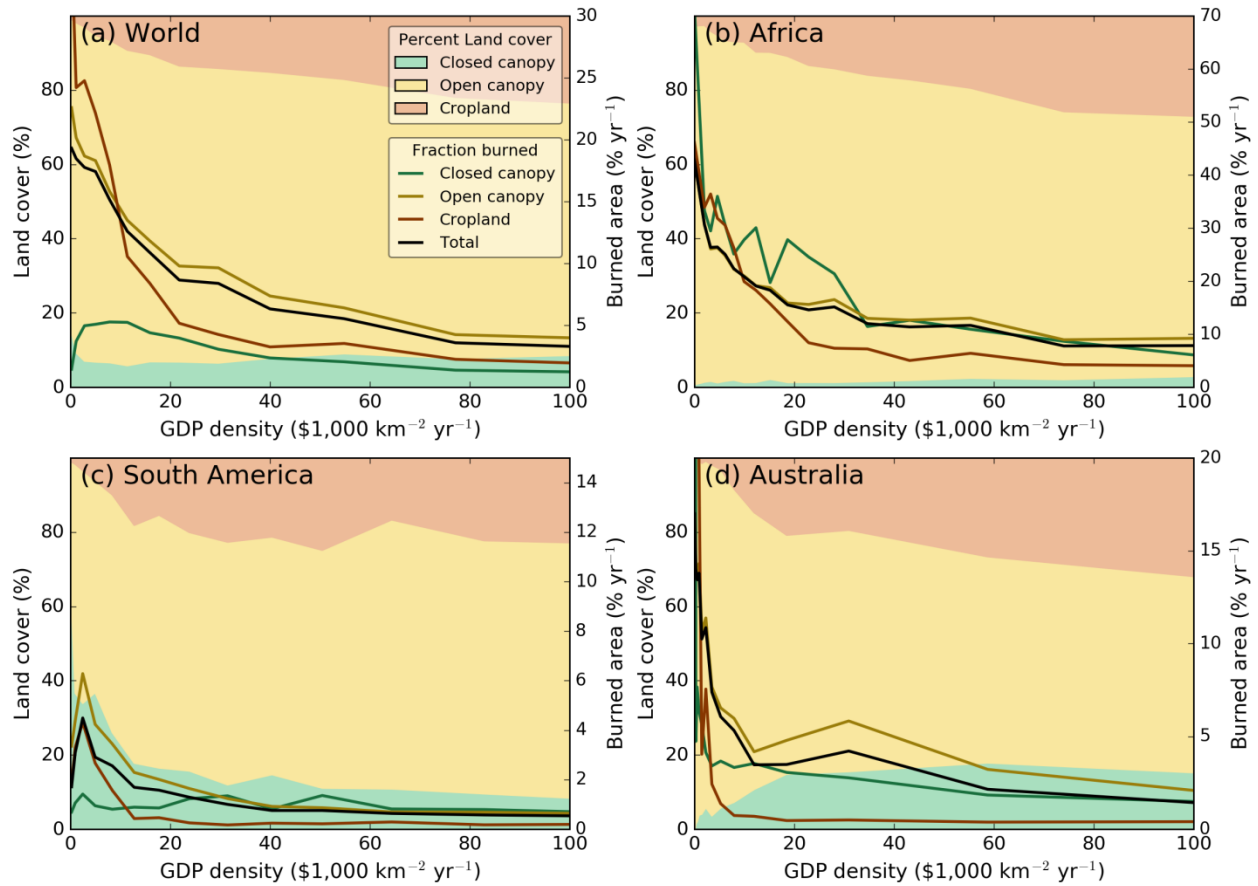 (a) World
Percent Land cover
Closed canopy
Open canopy
Cropland
Fraction burned
Closed canopy
Open canopy
Cropland
Total
Land cover (%)
0
20
40
60
80
Burned area (% yr⁻¹)
0
5
10
15
20
25
30
0 20 40 60 80 100
GDP density ($1,000 km⁻² yr⁻¹)
(b) Africa
Land cover (%)
0
20
40
60
80
Burned area (% yr⁻¹)
0
10
20
30
40
50
60
70
0 20 40 60 80 100
GDP density ($1,000 km⁻² yr⁻¹)
(c) South America
Land cover (%)
0
20
40
60
80
Burned area (% yr⁻¹)
0
2
4
6
8
10
12
14
0 20 40 60 80 100
GDP density ($1,000 km⁻² yr⁻¹)
(d) Australia
Land cover (%)
0
20
40
60
80
Burned area (% yr⁻¹)
0
5
10
15
20
0 20 40 60 80 100
GDP density ($1,000 km⁻² yr⁻¹)